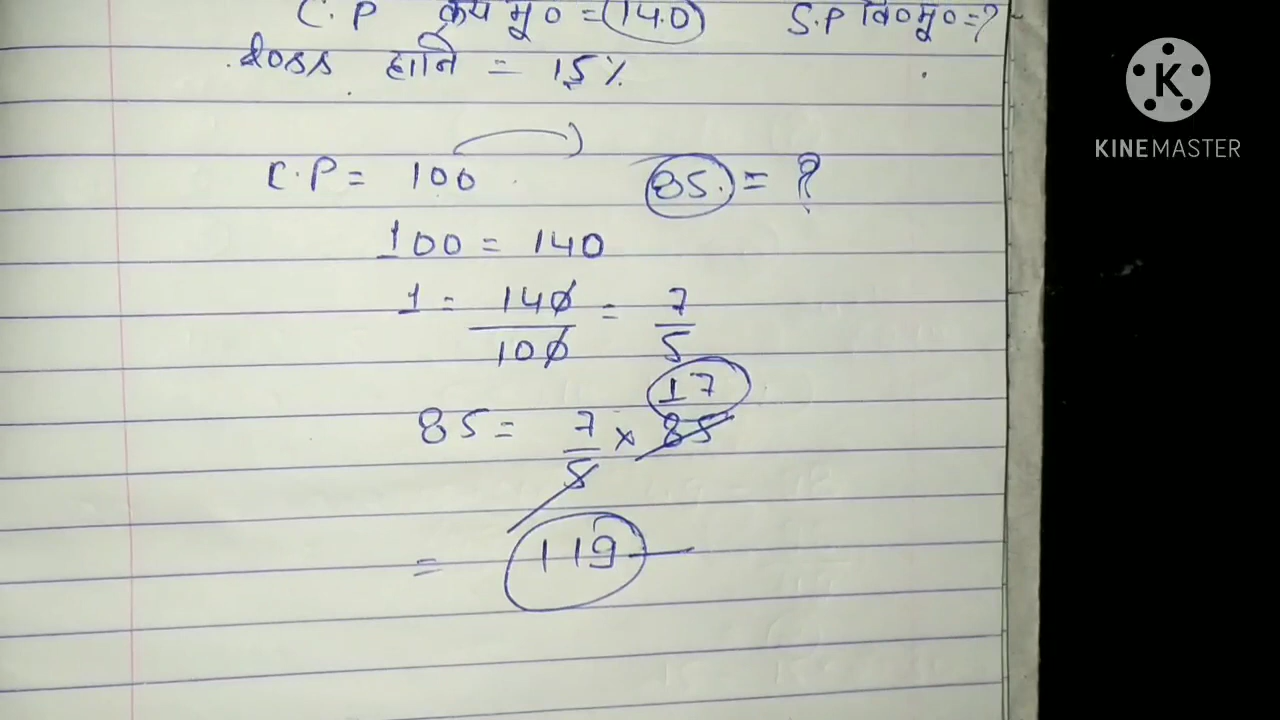 C.P क्रय मू० = 140 S.P वि०मू० = ?
Loss हानि = 15%
C.P = 100 85. = ?
100 = 140
1 = 140/100 = 7/5
17
85 = 7/5 × 85
= 119
K
KINEMASTER